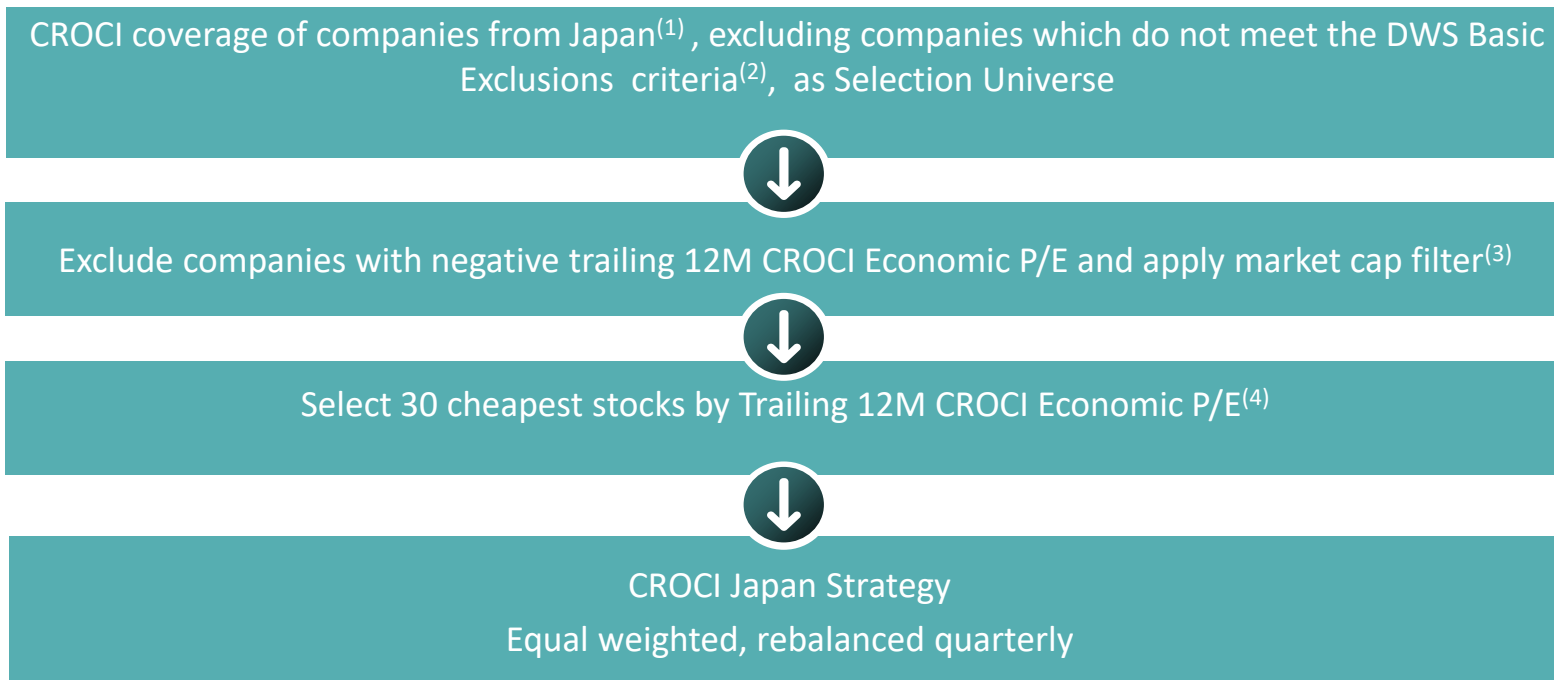 CROCI coverage of companies from Japan(1) , excluding companies which do not meet the DWS Basic
Exclusions criteria(2), as Selection Universe
Exclude companies with negative trailing 12M CROCI Economic P/E and apply market cap filter(3)
Select 30 cheapest stocks by Trailing 12M CROCI Economic P/E(4)
CROCI Japan Strategy
Equal weighted, rebalanced quarterly